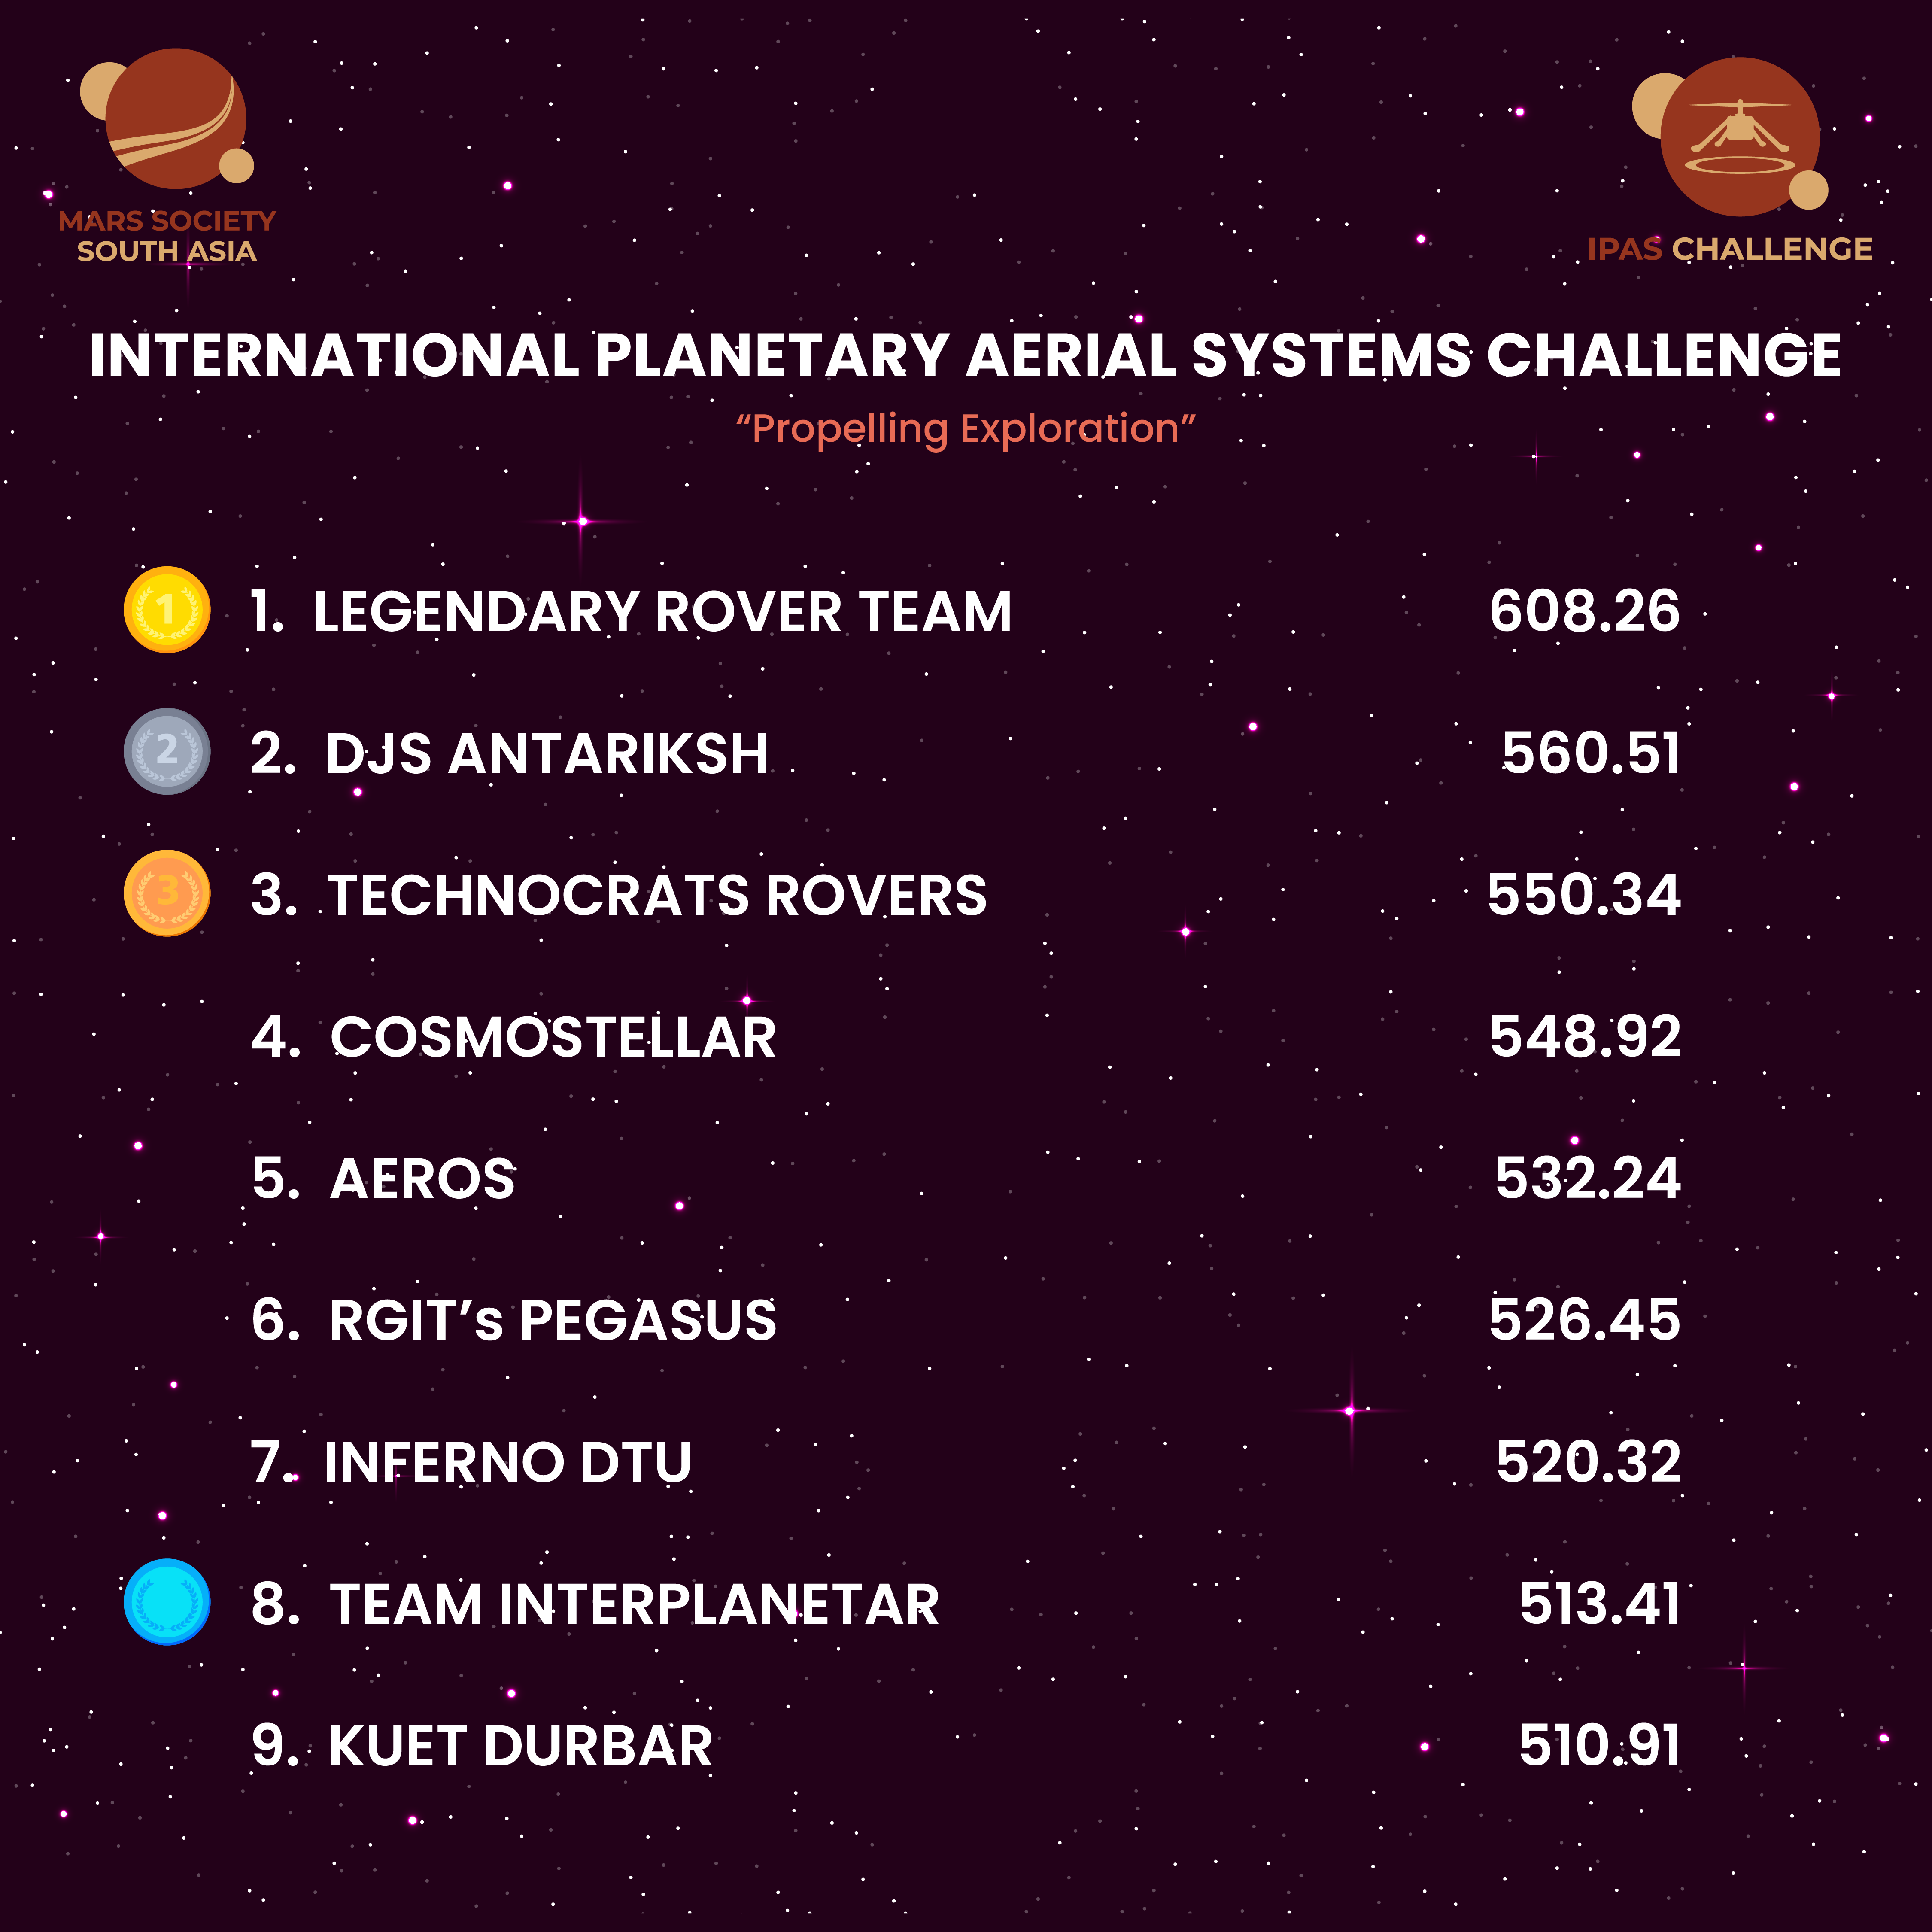 MARS SOCIETY
SOUTH ASIA
IPAS CHALLENGE
INTERNATIONAL PLANETARY AERIAL SYSTEMS CHALLENGE
“Propelling Exploration”
1 1. LEGENDARY ROVER TEAM 608.26
2 2. DJS ANTARIKSH 560.51
3 3. TECHNOCRATS ROVERS 550.34
4. COSMOSTELLAR 548.92
5. AEROS 532.24
6. RGIT’s PEGASUS 526.45
7. INFERNO DTU 520.32
8. TEAM INTERPLANETAR 513.41
9. KUET DURBAR 510.91